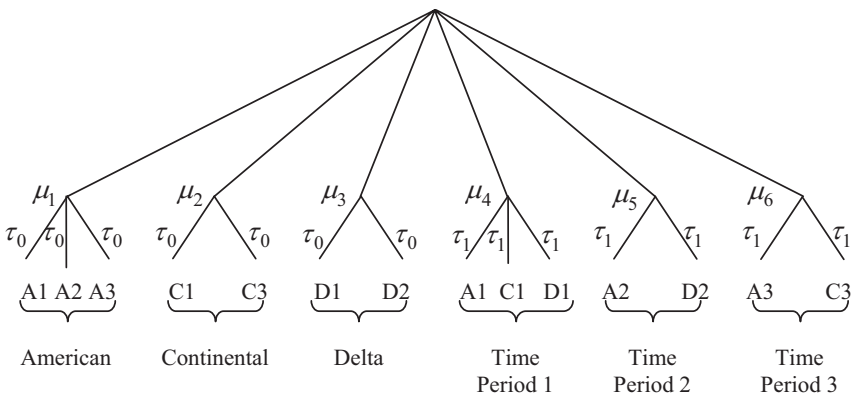 μ₁ μ₂ μ₃ μ₄ μ₅ μ₆
τ₀ τ₀ τ₀ τ₀ τ₀ τ₀ τ₀ τ₁ τ₁ τ₁ τ₁ τ₁ τ₁ τ₁
A1 A2 A3 C1 C3 D1 D2 A1 C1 D1 A2 D2 A3 C3
American Continental Delta Time Time Time
Period 1 Period 2 Period 3